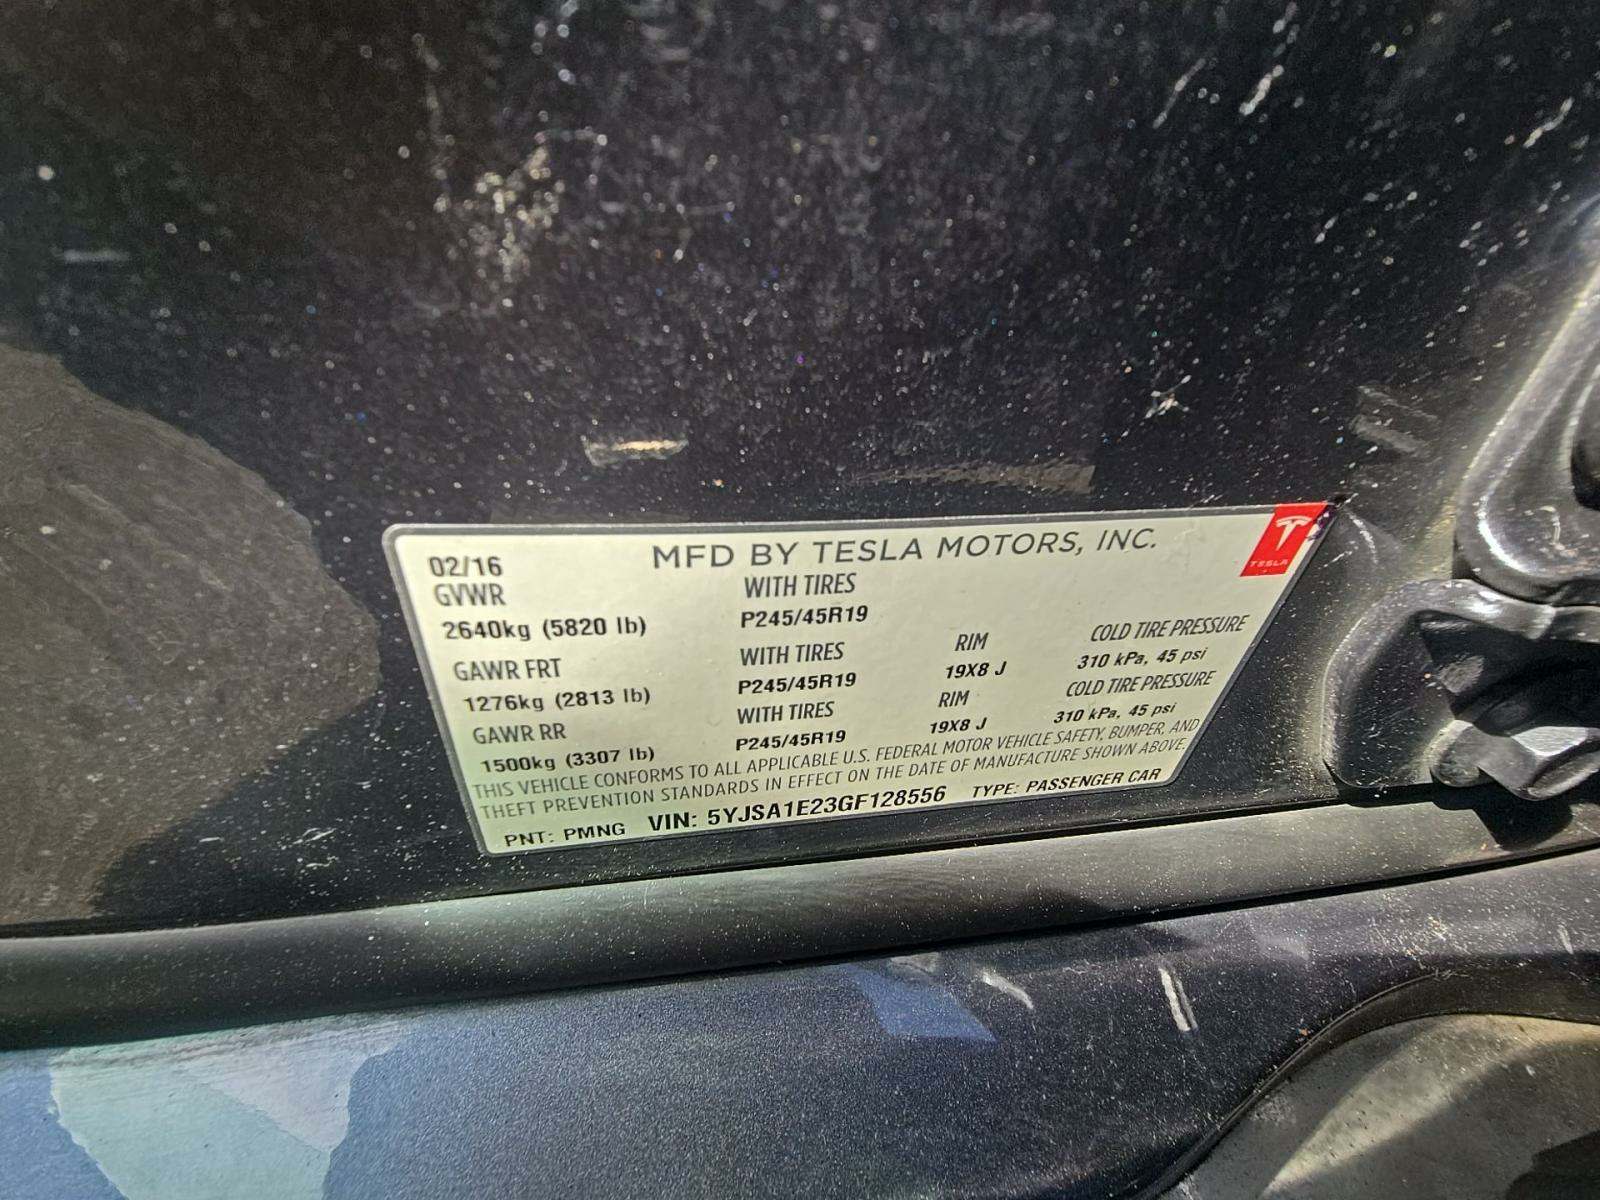 MFD BY TESLA MOTORS, INC.
TESLA
02/16
GVWR WITH TIRES
2640kg (5820 lb) P245/45R19
GAWR FRT WITH TIRES RIM COLD TIRE PRESSURE
1276kg (2813 lb) P245/45R19 19X8 J 310 kPa, 45 psi
GAWR RR WITH TIRES RIM COLD TIRE PRESSURE
1500kg (3307 lb) P245/45R19 19X8 J 310 kPa, 45 psi
THIS VEHICLE CONFORMS TO ALL APPLICABLE U.S. FEDERAL MOTOR VEHICLE SAFETY, BUMPER, AND
THEFT PREVENTION STANDARDS IN EFFECT ON THE DATE OF MANUFACTURE SHOWN ABOVE.
PNT: PMNG VIN: 5YJSA1E23GF128556 TYPE: PASSENGER CAR